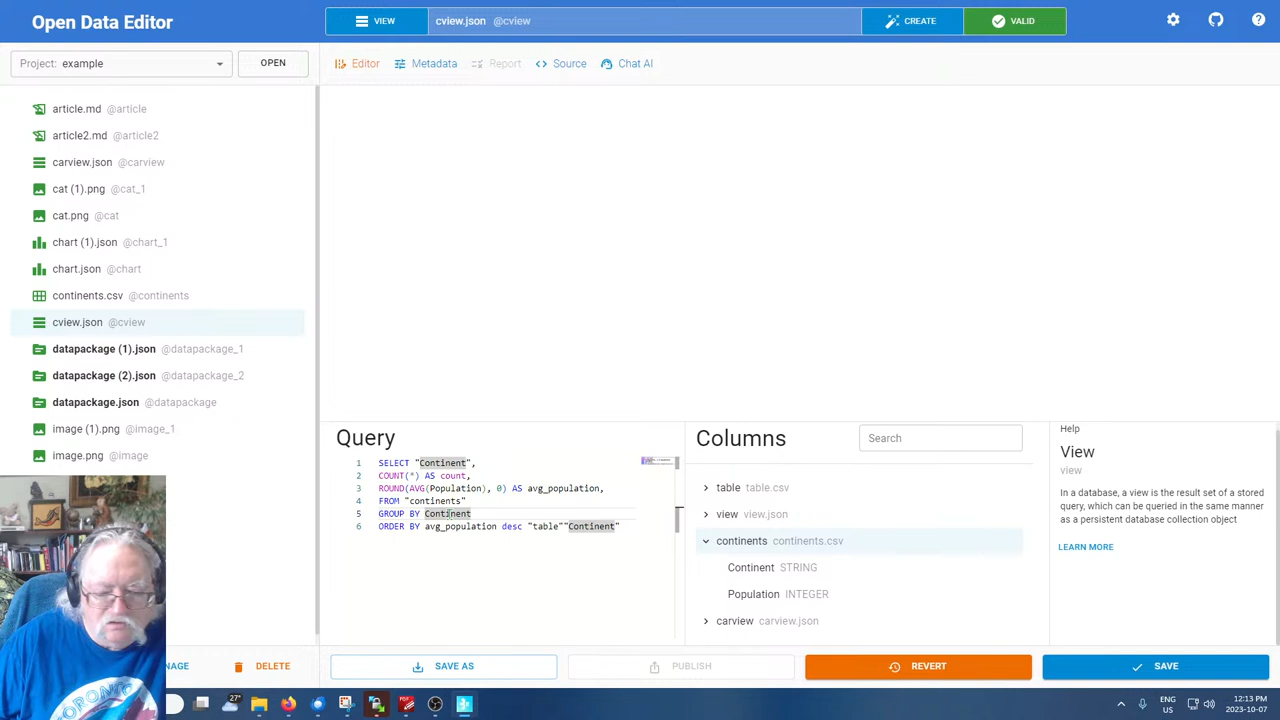 Open Data Editor
VIEW
cview.json @cview
CREATE
VALID
Project: example
OPEN
Editor
Metadata
Report
Source
Chat AI
article.md @article
article2.md @article2
carview.json @carview
cat (1).png @cat_1
cat.png @cat
chart (1).json @chart_1
chart.json @chart
continents.csv @continents
cview.json @cview
datapackage (1).json @datapackage_1
datapackage (2).json @datapackage_2
datapackage.json @datapackage
image (1).png @image_1
image.png @image
Query
1 SELECT "Continent",
2 COUNT(*) AS count,
3 ROUND(AVG(Population), 0) AS avg_population,
4 FROM "continents"
5 GROUP BY Continent
6 ORDER BY avg_population desc "table""Continent"
Columns
Search
table table.csv
view view.json
continents continents.csv
Continent STRING
Population INTEGER
carview carview.json
Help
View
view
In a database, a view is the result set of a stored
query, which can be queried in the same manner
as a persistent database collection object
LEARN MORE
NAGE
DELETE
SAVE AS
PUBLISH
REVERT
SAVE
TORONTO
27°
ENG
US
12:13 PM
2023-10-07